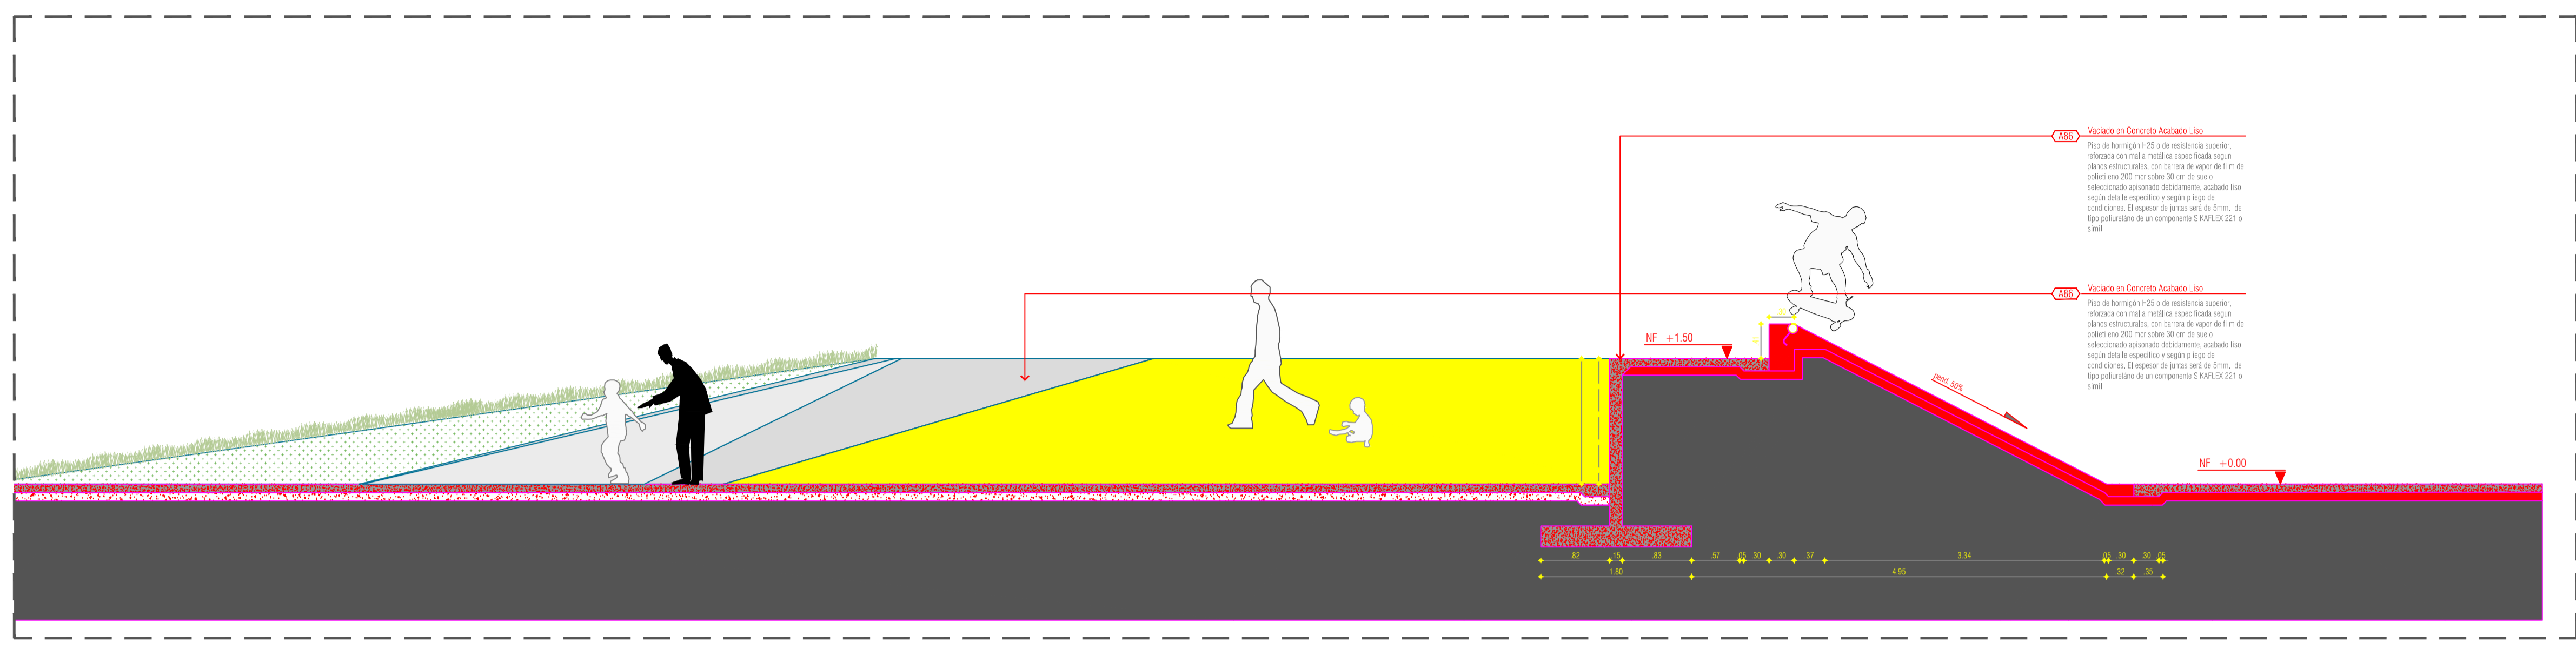 A86 Vaciado en Concreto Acabado Liso
Piso de hormigón H25 o de resistencia superior,
reforzada con malla metálica especificada segun
planos estructurales, con barrera de vapor de film de
polietileno 200 mcr sobre 30 cm de suelo
seleccionado apisonado debidamente, acabado liso
según detalle específico y según pliego de
condiciones. El espesor de juntas será de 5mm, de
tipo poliuretáno de un componente SIKAFLEX 221 o
simil.
A86 Vaciado en Concreto Acabado Liso
Piso de hormigón H25 o de resistencia superior,
reforzada con malla metálica especificada segun
planos estructurales, con barrera de vapor de film de
polietileno 200 mcr sobre 30 cm de suelo
seleccionado apisonado debidamente, acabado liso
según detalle específico y según pliego de
condiciones. El espesor de juntas será de 5mm, de
tipo poliuretáno de un componente SIKAFLEX 221 o
simil.
NF +1.50
pend. 50%
NF +0.00
.82 .15 .83 .57 .05 .30 .30 .37 3.34 .05 .30 .30 .05
1.80 4.95 .32 .35